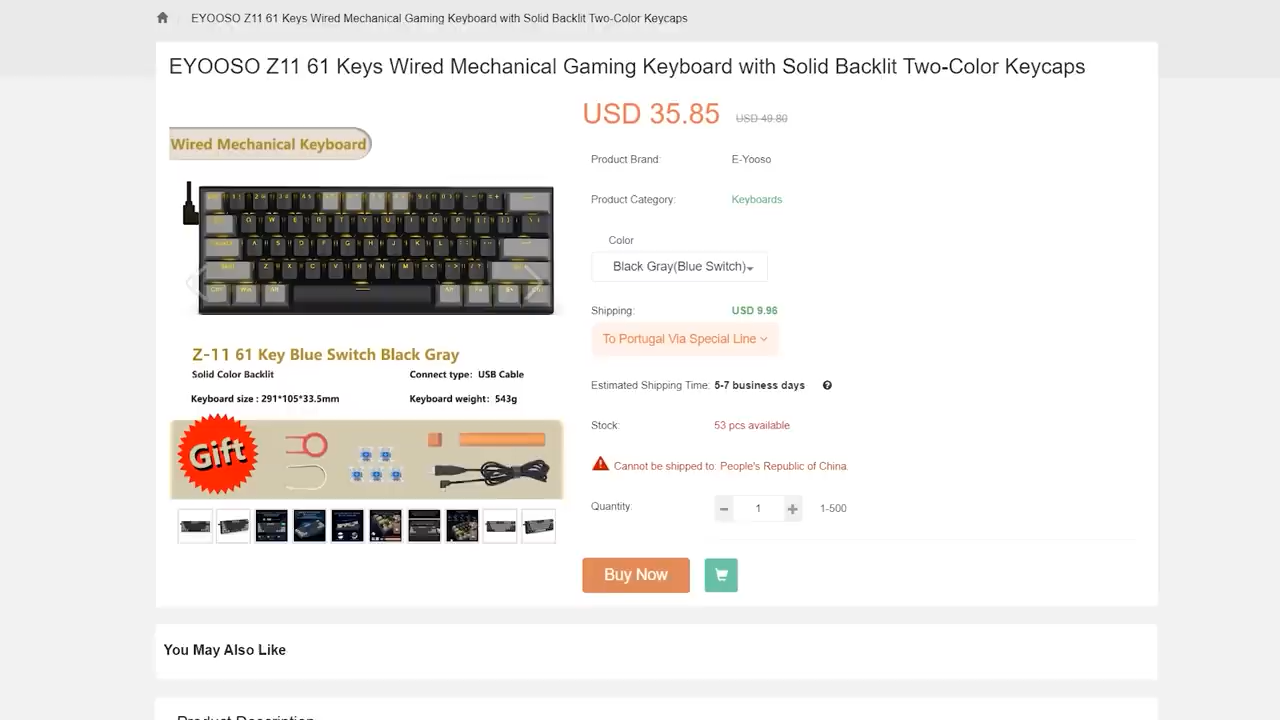 EYOOSO Z11 61 Keys Wired Mechanical Gaming Keyboard with Solid Backlit Two-Color Keycaps
EYOOSO Z11 61 Keys Wired Mechanical Gaming Keyboard with Solid Backlit Two-Color Keycaps
USD 35.85 USD 49.80
Wired Mechanical Keyboard
Product Brand: E-Yooso
Product Category: Keyboards
Color
Black Gray(Blue Switch)
Shipping: USD 9.96
To Portugal Via Special Line
Z-11 61 Key Blue Switch Black Gray
Solid Color Backlit Connect type: USB Cable
Keyboard size : 291*105*33.5mm Keyboard weight: 543g
Gift
Estimated Shipping Time: 5-7 business days
Stock: 53 pcs available
Cannot be shipped to: People's Republic of China.
Quantity: 1 1-500
Buy Now
You May Also Like
Product Description